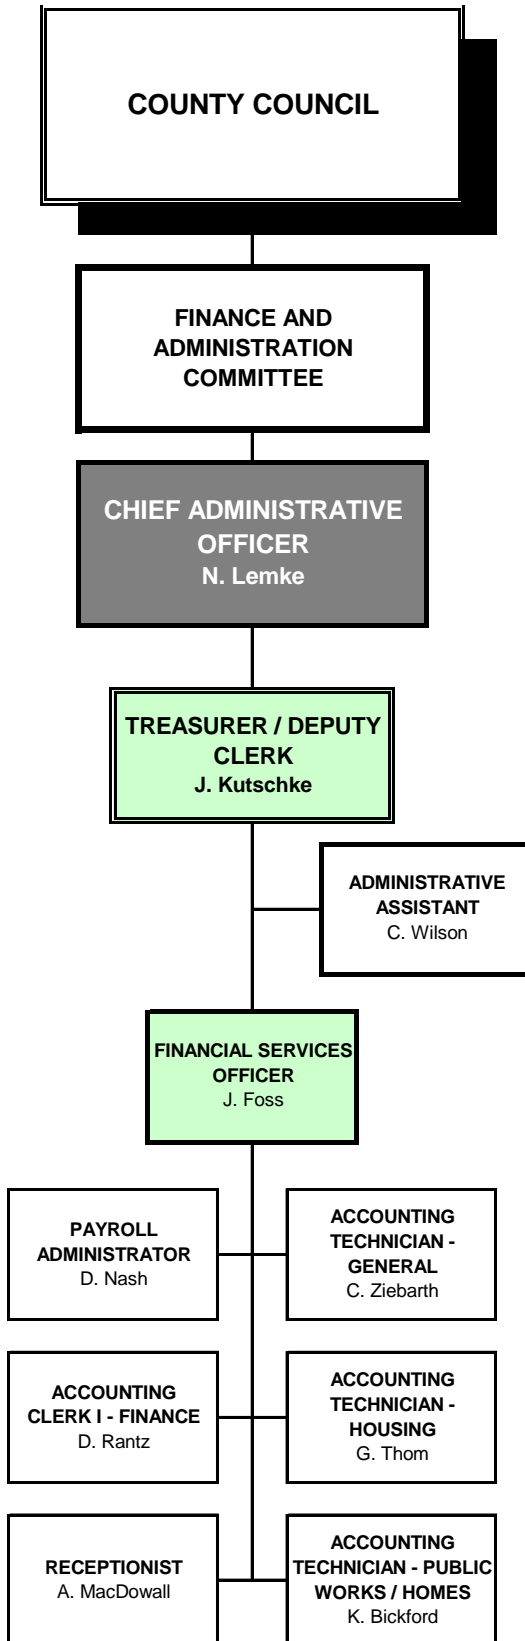 COUNTY COUNCIL
FINANCE AND
ADMINISTRATION
COMMITTEE
CHIEF ADMINISTRATIVE
OFFICER
N. Lemke
TREASURER / DEPUTY
CLERK
J. Kutschke
ADMINISTRATIVE
ASSISTANT
C. Wilson
FINANCIAL SERVICES
OFFICER
J. Foss
PAYROLL
ADMINISTRATOR
D. Nash
ACCOUNTING
TECHNICIAN -
GENERAL
C. Ziebarth
ACCOUNTING
CLERK I - FINANCE
D. Rantz
ACCOUNTING
TECHNICIAN -
HOUSING
G. Thom
RECEPTIONIST
A. MacDowall
ACCOUNTING
TECHNICIAN - PUBLIC
WORKS / HOMES
K. Bickford